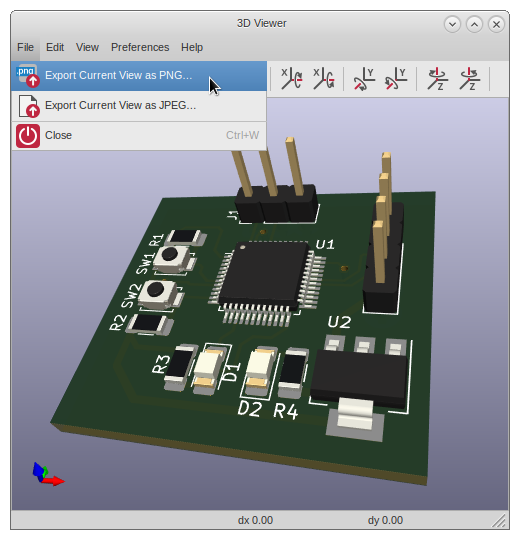 3D Viewer
File Edit View Preferences Help
.png Export Current View as PNG...
Export Current View as JPEG...
Close Ctrl+W
X X Y Y Z Z
J1
R1
U1
SW1
SW2
R2
U2
R3
D1
D2 R4
dx 0.00 dy 0.00